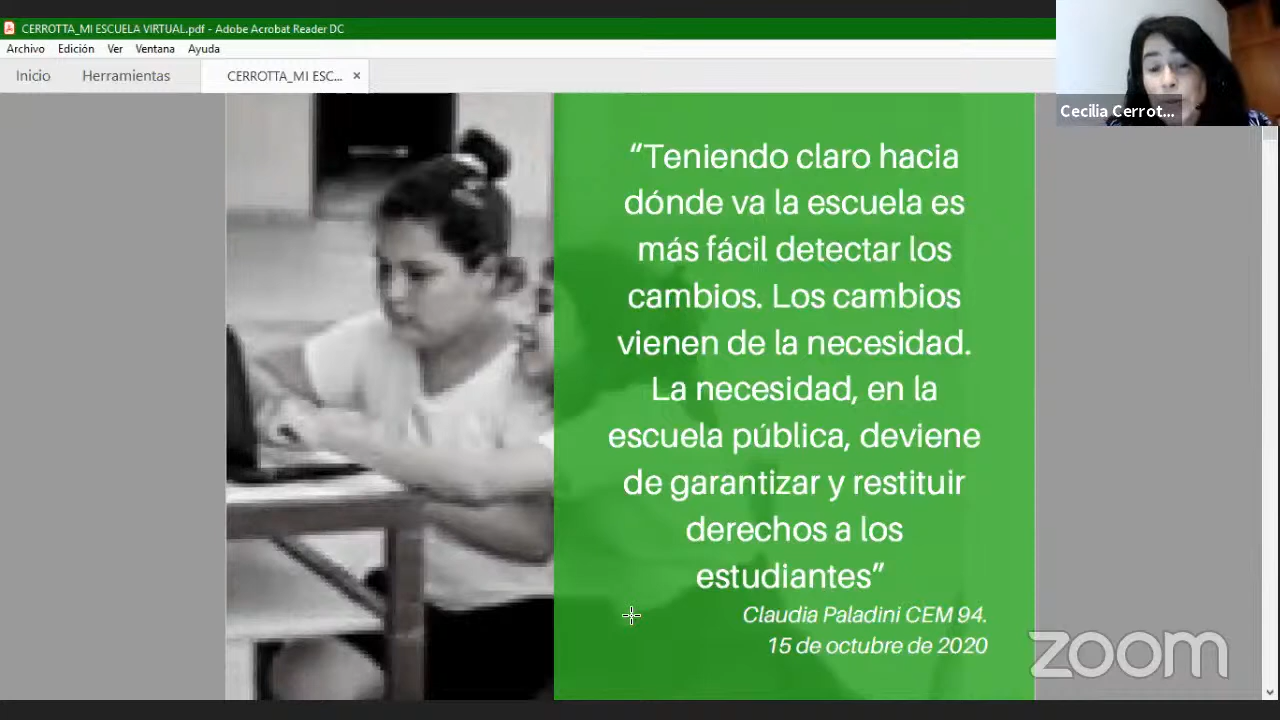 CERROTTA_MI ESCUELA VIRTUAL.pdf - Adobe Acrobat Reader DC
Archivo Edición Ver Ventana Ayuda
Inicio Herramientas CERROTTA_MI ESC... ×
Cecilia Cerrot...
“Teniendo claro hacia
dónde va la escuela es
más fácil detectar los
cambios. Los cambios
vienen de la necesidad.
La necesidad, en la
escuela pública, deviene
de garantizar y restituir
derechos a los
estudiantes”
Claudia Paladini CEM 94.
15 de octubre de 2020
zoom